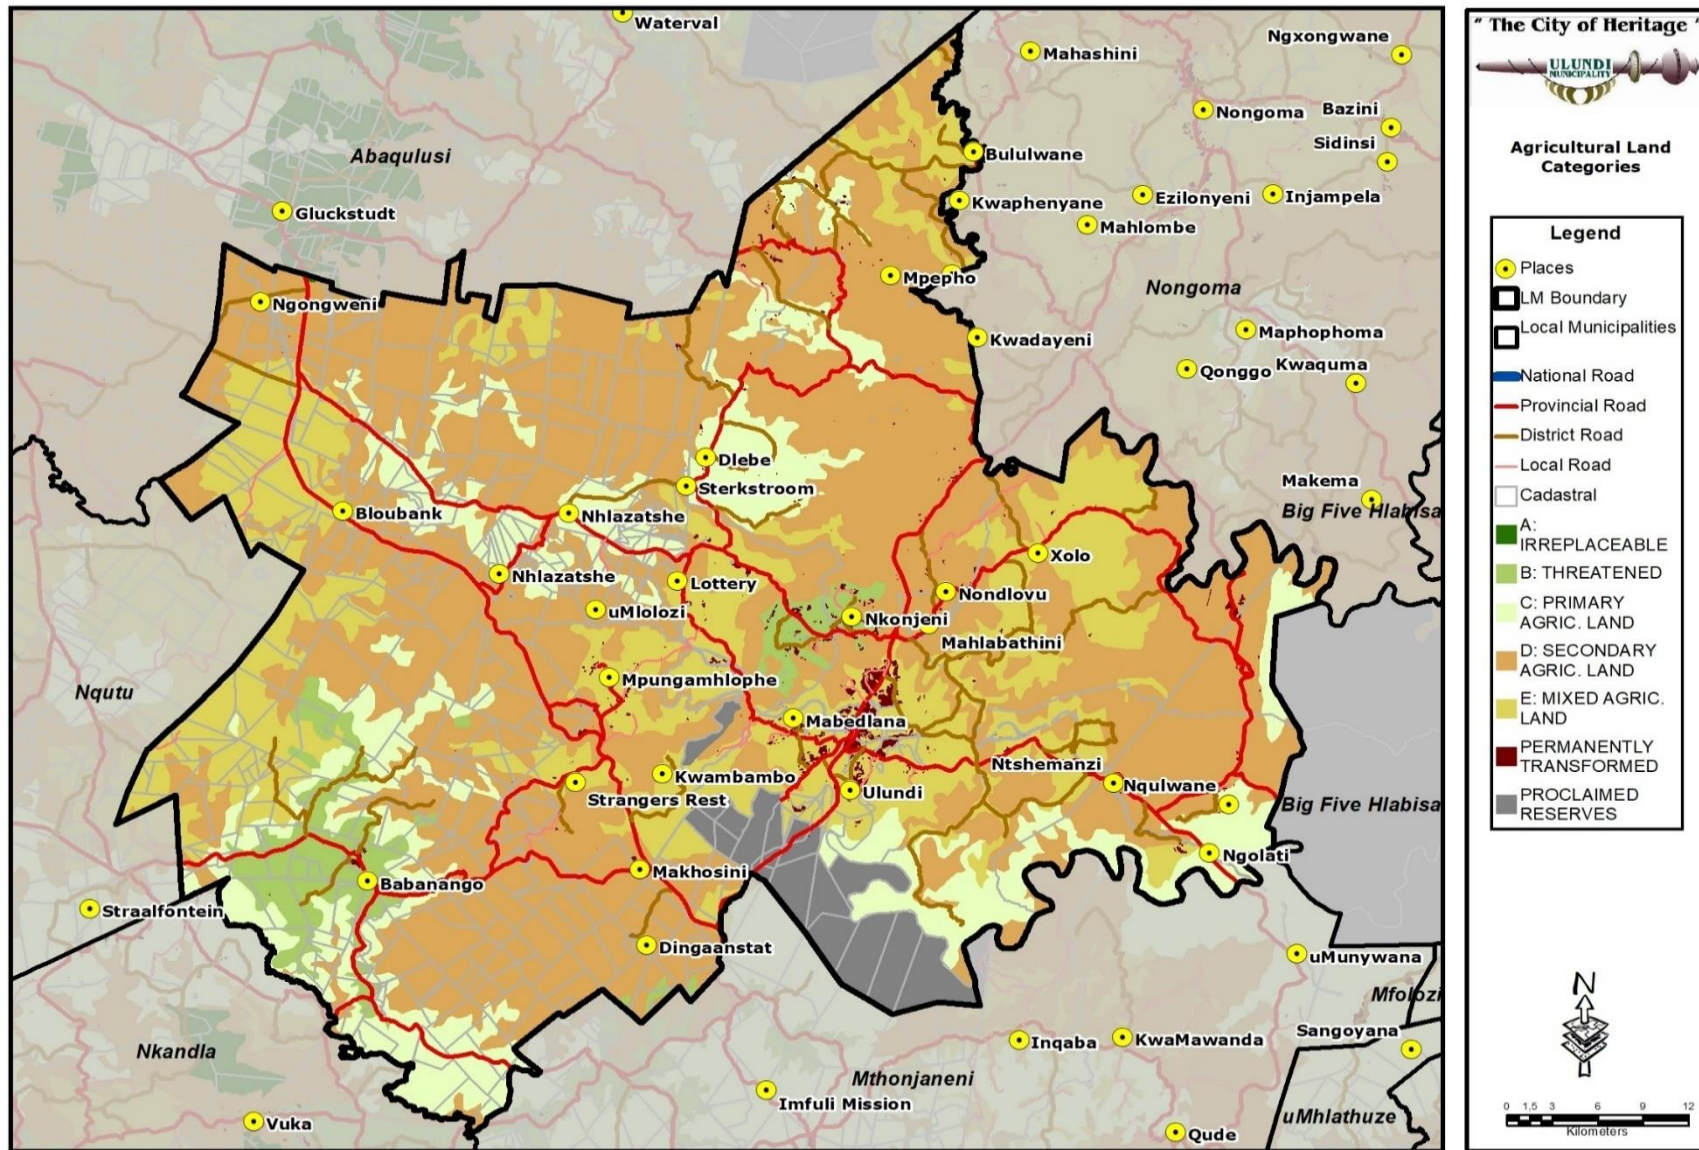 Waterval
Mahashini
Ngxongwane
Nongoma
Bazini
Sidinsi
Abaqulusi
Bululwane
Gluckstudt
Kwaphenyane
Ezilonyeni
Injampela
Mahlombe
Mpepho
Nongoma
Ngongweni
Kwadayeni
Maphophoma
Qonggo
Kwaquma
Dlebe
Sterkstroom
Makema
Big Five Hlabisa
Bloubank
Nhlazatshe
Xolo
Nhlazatshe
Lottery
Nondlovu
uMlolozi
Nkonjeni
Mahlabathini
Nqutu
Mpungamhlophe
Mabedlana
Ntshemanzi
Kwambambo
Strangers Rest
Ulundi
Nqulwane
Big Five Hlabisa
Ngolati
Makhosini
Babanango
Straalfontein
Dingaanstat
uMunywana
Mfolozi
Sangoyana
Inqaba
KwaMawanda
Nkandla
Mthonjaneni
Imfuli Mission
uMhlathuze
Vuka
Qude
" The City of Heritage "
ULUNDI
MUNICIPALITY
Agricultural Land
Categories
Legend
Places
LM Boundary
Local Municipalities
National Road
Provincial Road
District Road
Local Road
Cadastral
A:
IRREPLACEABLE
B: THREATENED
C: PRIMARY
AGRIC. LAND
D: SECONDARY
AGRIC. LAND
E: MIXED AGRIC.
LAND
PERMANENTLY
TRANSFORMED
PROCLAIMED
RESERVES
N
0 1,5 3 6 9 12
Kilometers